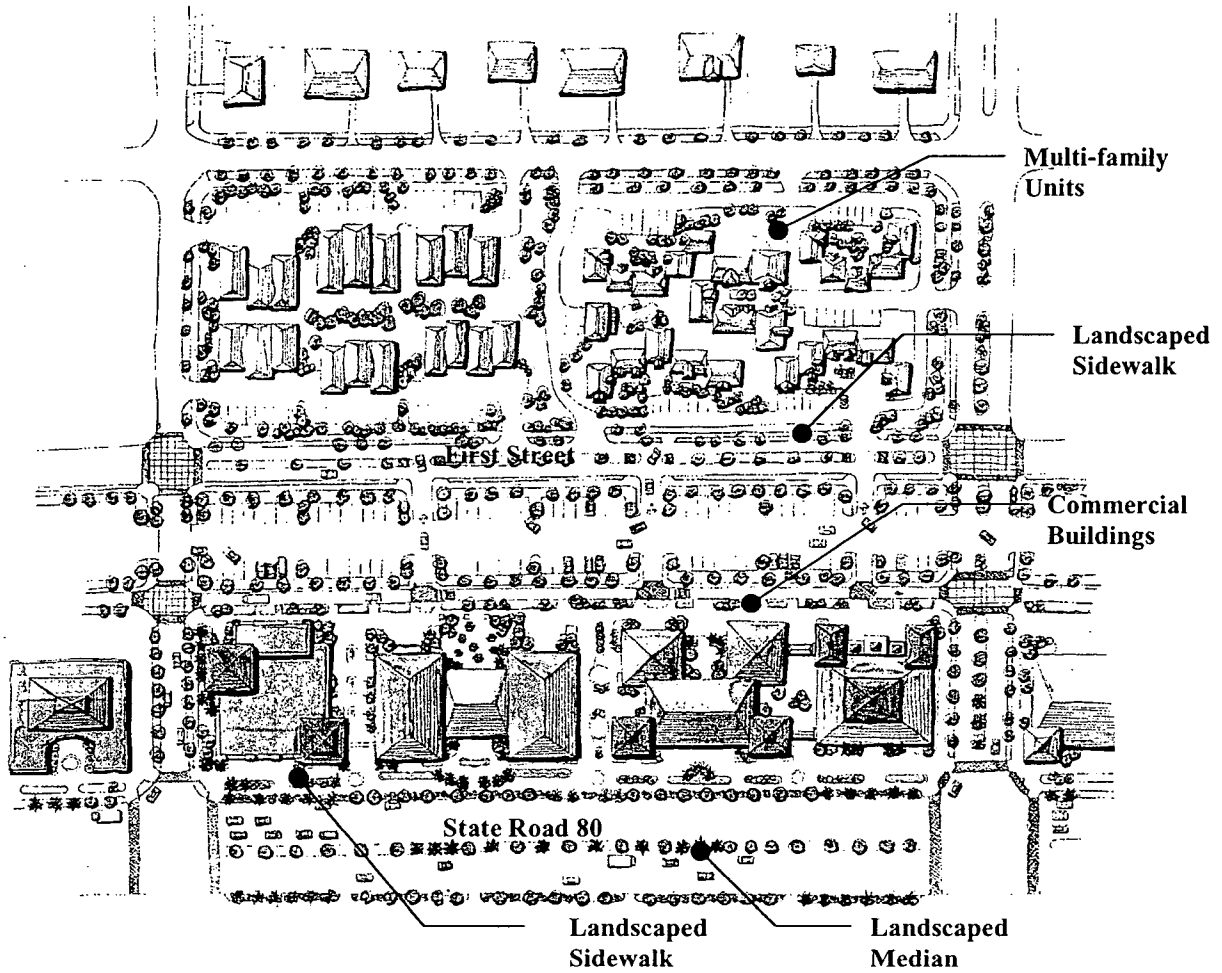 Multi-family
Units
Landscaped
Sidewalk
First Street
Commercial
Buildings
State Road 80
Landscaped
Sidewalk
Landscaped
Median